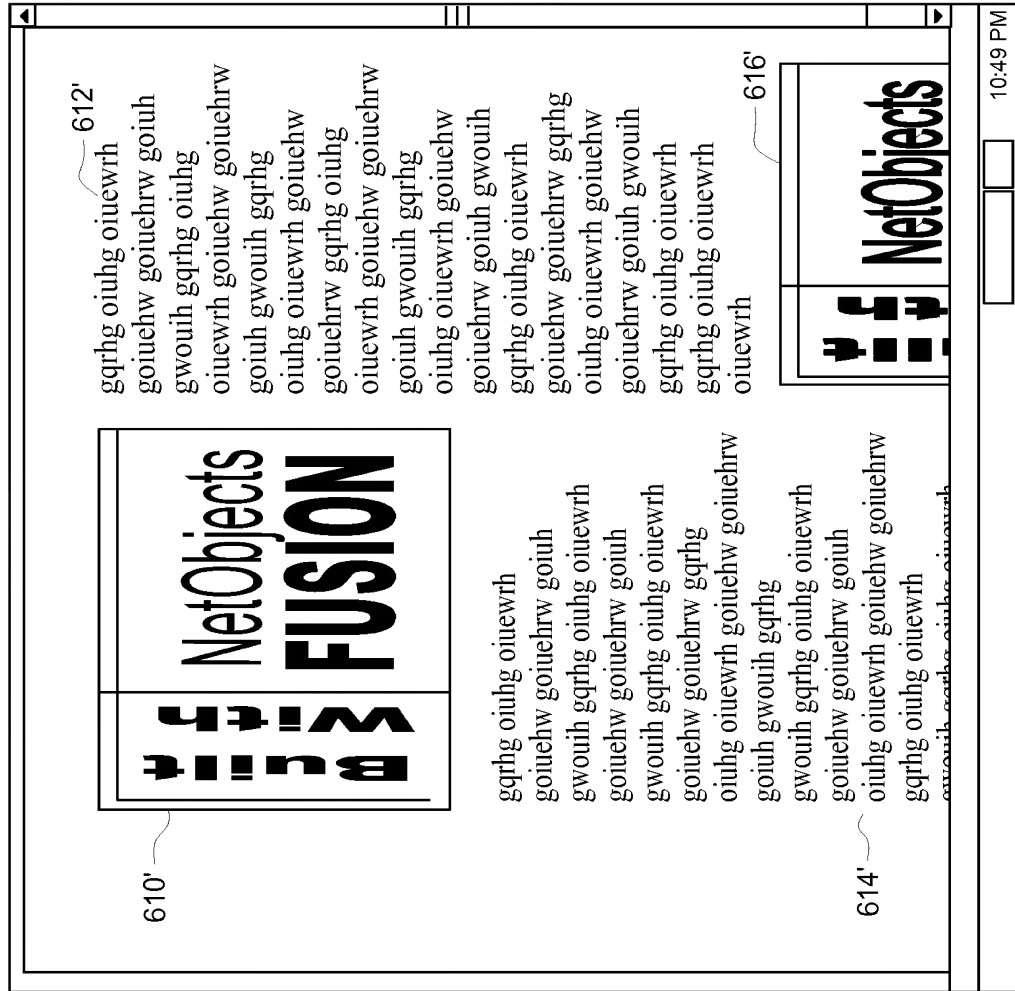 610'
Built
With
NetObjects
FUSION
gqrhg oiuhg oiuewrh
goiuehw goiuehrw goiuh
gwouih gqrhg oiuhg oiuewrh
goiuehw goiuehrw goiuh
gwouih gqrhg oiuhg oiuewrh
goiuehw goiuehrw gqrhg
oiuhg oiuewrh goiuehw goiuehrw
goiuh gwouih gqrhg
gwouih gqrhg oiuhg oiuewrh
goiuehw goiuehrw goiuh
614'
oiuhg oiuewrh goiuehw goiuehrw
gqrhg oiuhg oiuewrh
gwouih gqrhg oiuhg oiuewrh
612'
gqrhg oiuhg oiuewrh
goiuehw goiuehrw goiuh
gwouih gqrhg oiuhg
oiuewrh goiuehw goiuehrw
goiuh gwouih gqrhg
oiuhg oiuewrh goiuehw
goiuehrw gqrhg oiuhg
oiuewrh goiuehw goiuehrw
goiuh gwouih gqrhg
oiuhg oiuewrh goiuehw
goiuehrw goiuh gwouih
gqrhg oiuhg oiuewrh
goiuehw goiuehrw gqrhg
oiuhg oiuewrh goiuehw
goiuehrw goiuh gwouih
gqrhg oiuhg oiuewrh
gqrhg oiuhg oiuewrh
oiuewrh
616'
NetObjects
10:49 PM